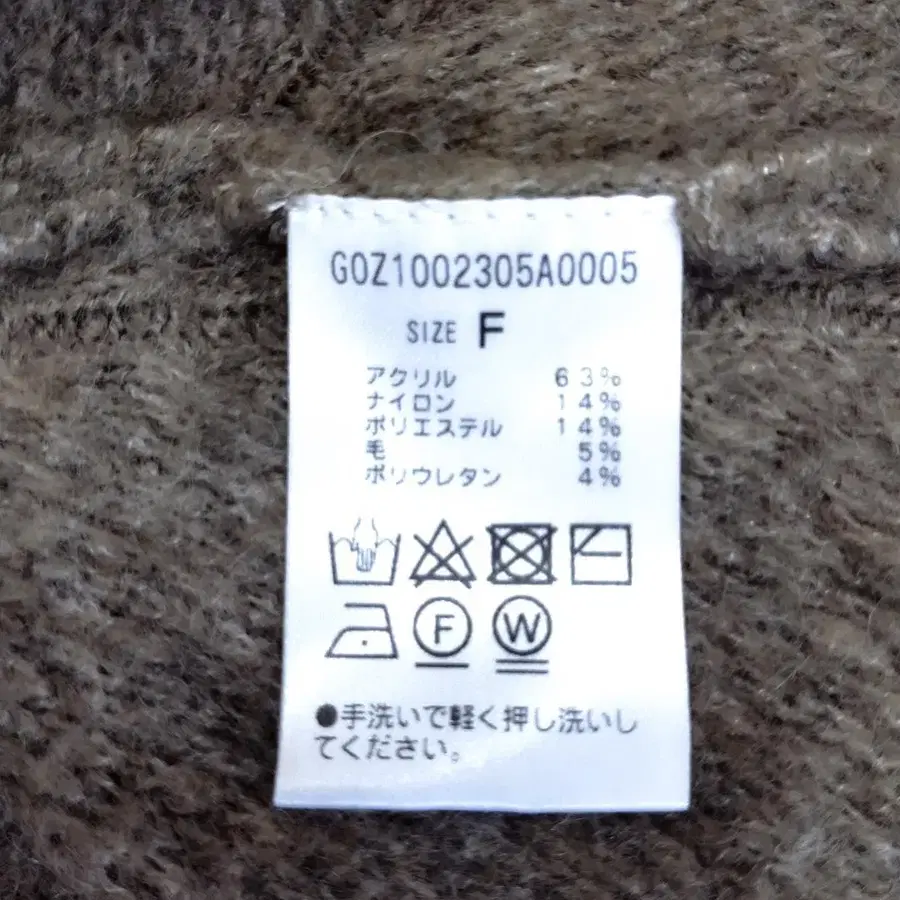 G0Z1002305A0005
SIZE F
アクリル 63%
ナイロン 14%
ポリエステル 14%
毛 5%
ポリウレタン 4%
F W
●手洗いで軽く押し洗いし
てください。